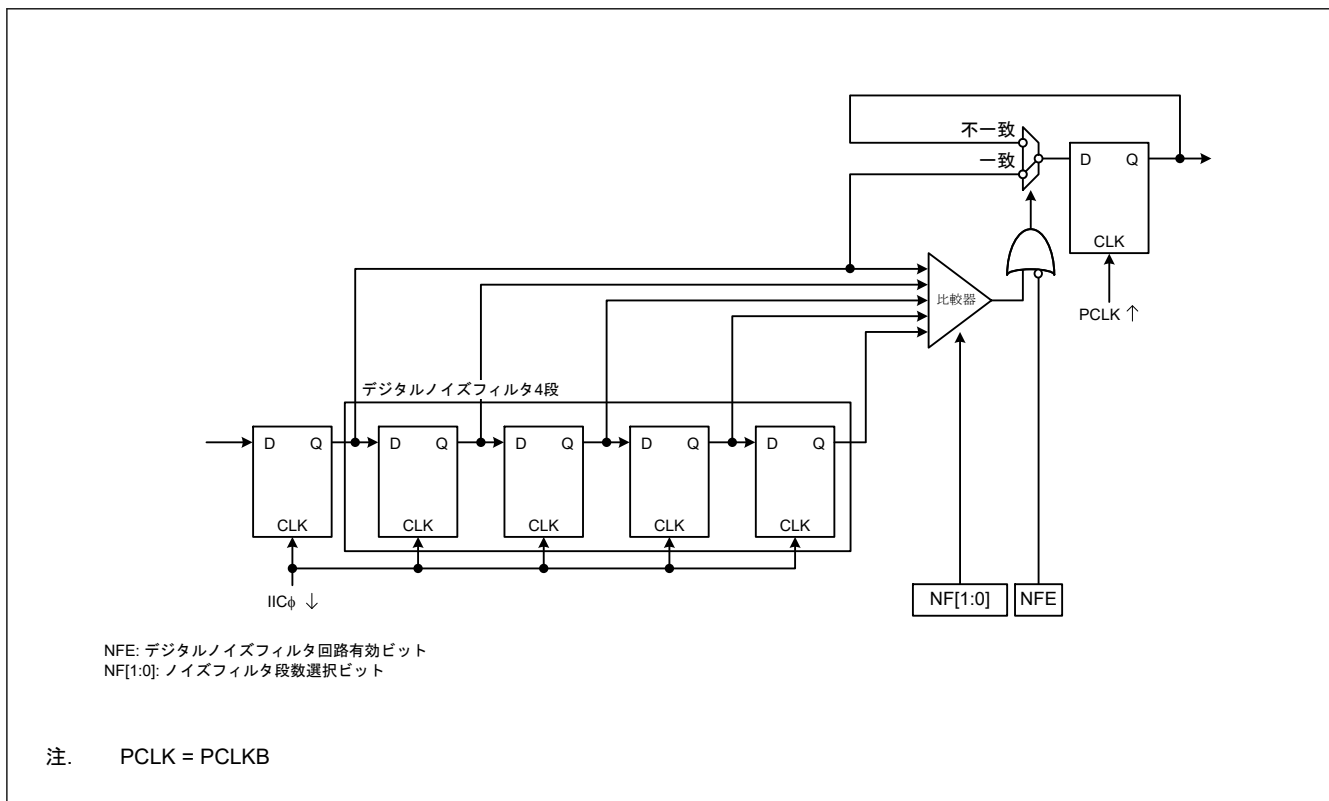 不一致
一致
D Q
CLK
PCLK ↑
比較器
デジタルノイズフィルタ4段
D Q D Q D Q D Q D Q
CLK CLK CLK CLK CLK
IICφ ↓
NF[1:0] NFE
NFE: デジタルノイズフィルタ回路有効ビット
NF[1:0]: ノイズフィルタ段数選択ビット
注. PCLK = PCLKB